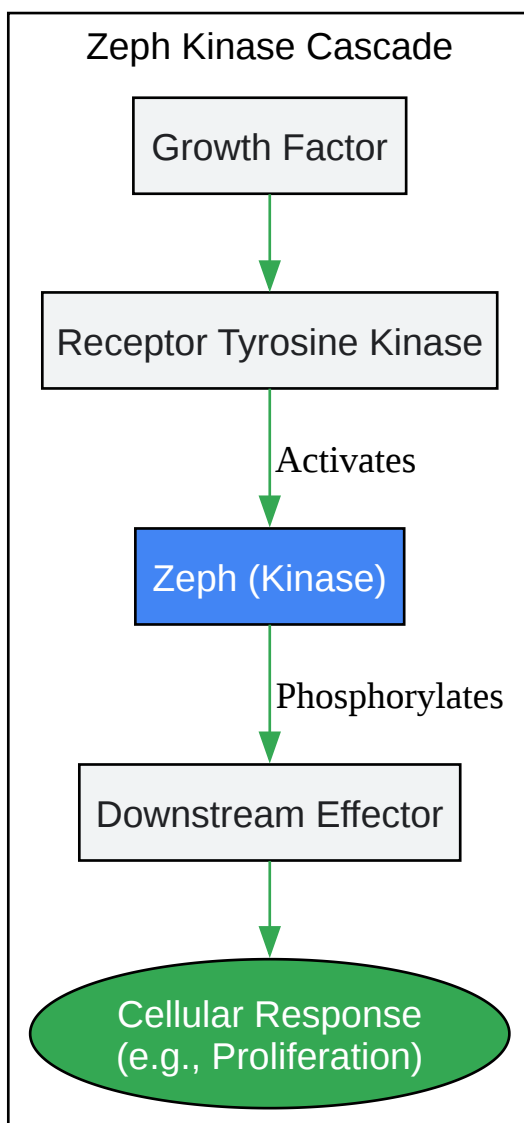 Zeph Kinase Cascade
Growth Factor
Receptor Tyrosine Kinase
Activates
Zeph (Kinase)
Phosphorylates
Downstream Effector
Cellular Response
(e.g., Proliferation)